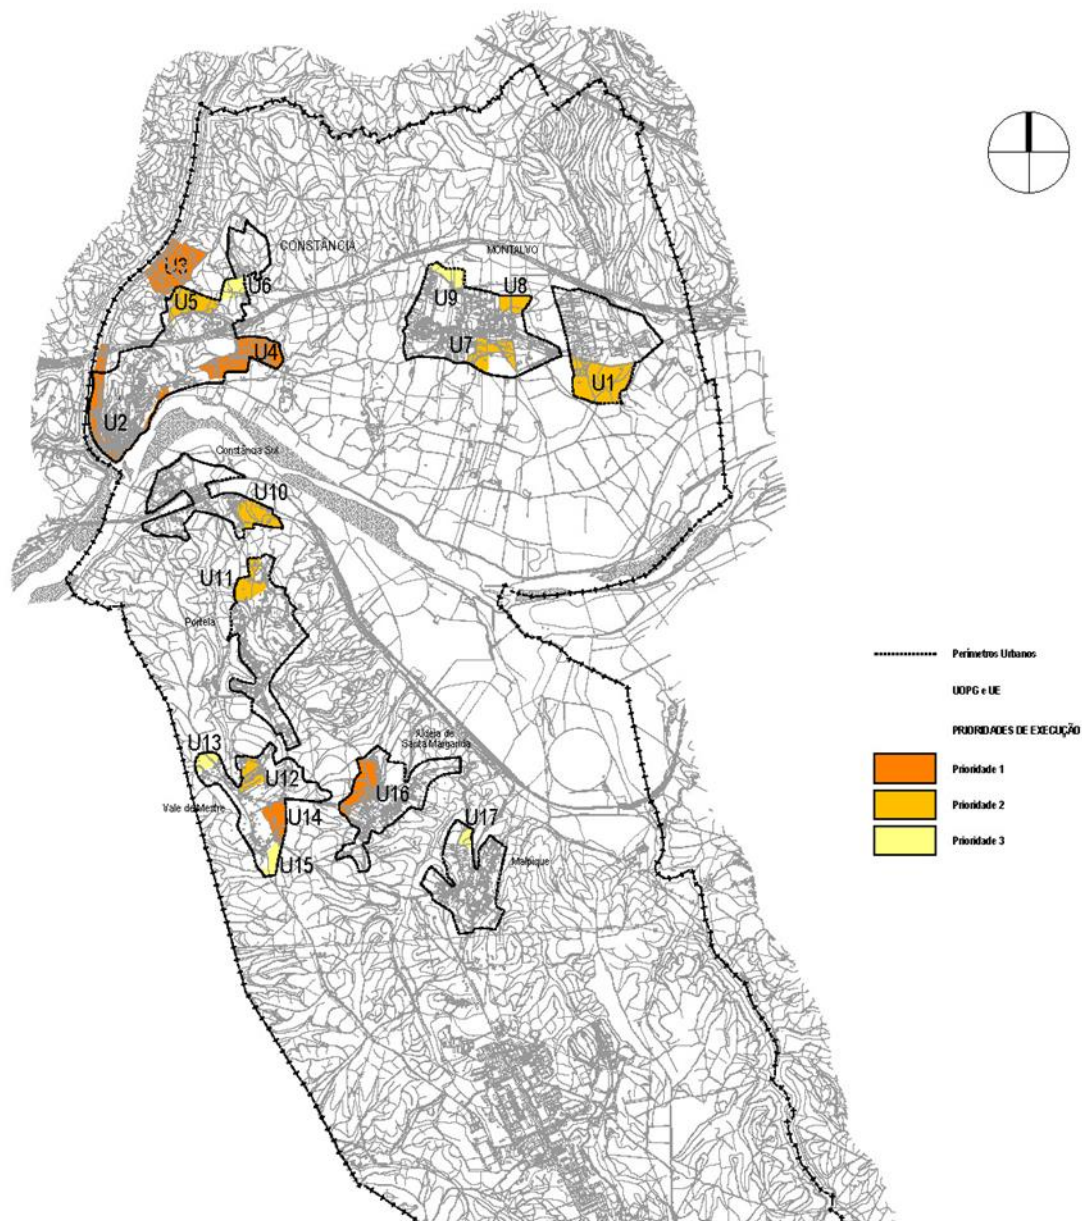 CONSTÂNCIA
MONTALVO
U3
U6
U5
U9
U8
U4
U7
U1
U2
Constância Sul
U10
U11
Portela
Aldeia de
Santa Margarida
U13
U12
U16
Vale de Mestre
U14
U17
U15
Malpique
Perímetros Urbanos
UOPG e UE
PRIORIDADES DE EXECUÇÃO
Prioridade 1
Prioridade 2
Prioridade 3